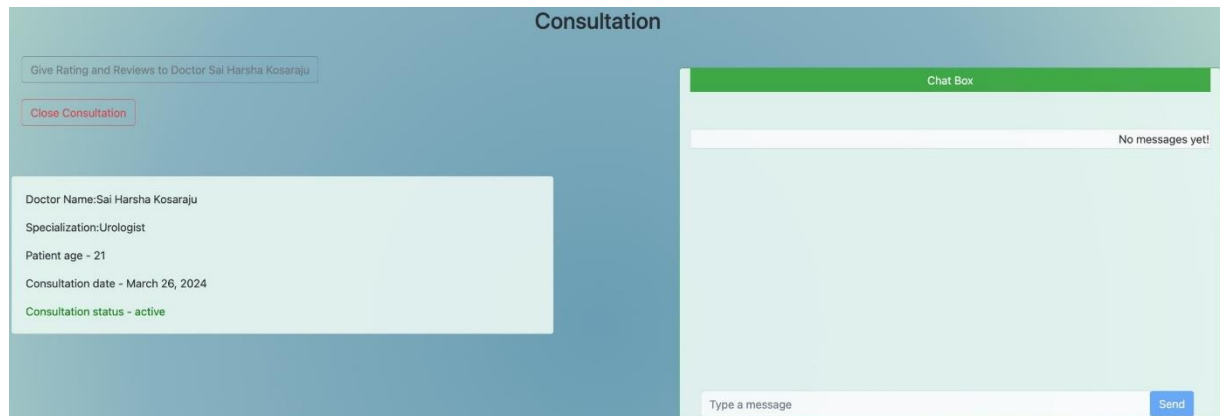 Consultation
Give Rating and Reviews to Doctor Sai Harsha Kosaraju
Close Consultation
Doctor Name:Sai Harsha Kosaraju
Specialization:Urologist
Patient age - 21
Consultation date - March 26, 2024
Consultation status - active
Chat Box
No messages yet!
Type a message
Send